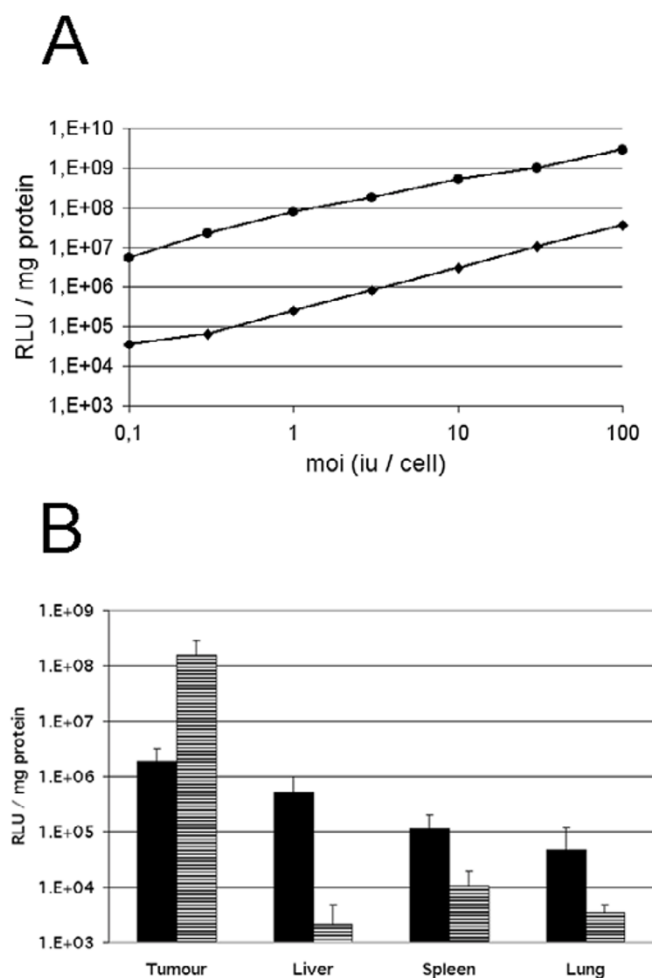 A
RLU / mg protein
1,E+10
1,E+09
1,E+08
1,E+07
1,E+06
1,E+05
1,E+04
1,E+03
0,1 1 10 100
moi (iu / cell)
B
RLU / mg protein
1.E+09
1.E+08
1.E+07
1.E+06
1.E+05
1.E+04
1.E+03
Tumour Liver Spleen Lung